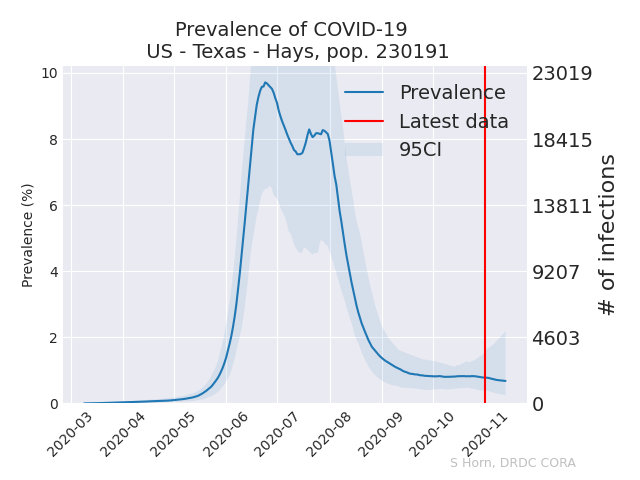 Prevalence of COVID-19
US - Texas - Hays, pop. 230191
Prevalence
Latest data
95CI
Prevalence (%)
10
8
6
4
2
0
23019
18415
13811
9207
4603
0
# of infections
2020-03
2020-04
2020-05
2020-06
2020-07
2020-08
2020-09
2020-10
2020-11
S Horn, DRDC CORA